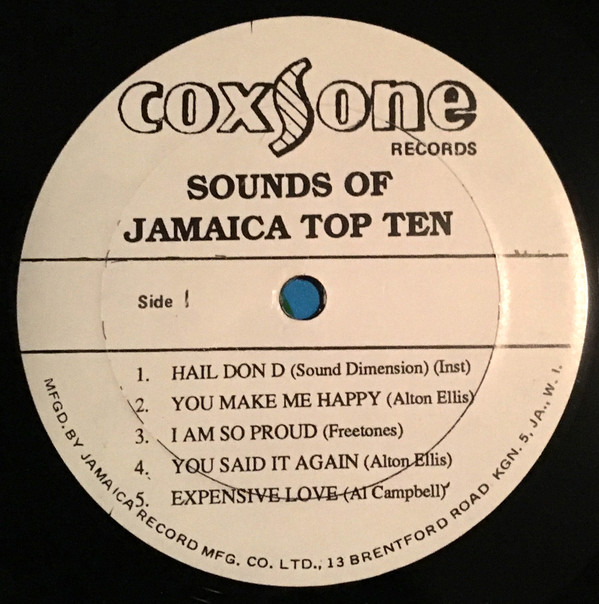 coxsone
RECORDS
SOUNDS OF
JAMAICA TOP TEN
Side 1
1. HAIL DON D (Sound Dimension) (Inst)
2. YOU MAKE ME HAPPY (Alton Ellis)
3. I AM SO PROUD (Freetones)
4. YOU SAID IT AGAIN (Alton Ellis)
5. EXPENSIVE LOVE (Al Campbell)
MFGD. BY JAMAICA RECORD MFG. CO. LTD., 13 BRENTFORD ROAD. KGN. 5, JA., W. I.